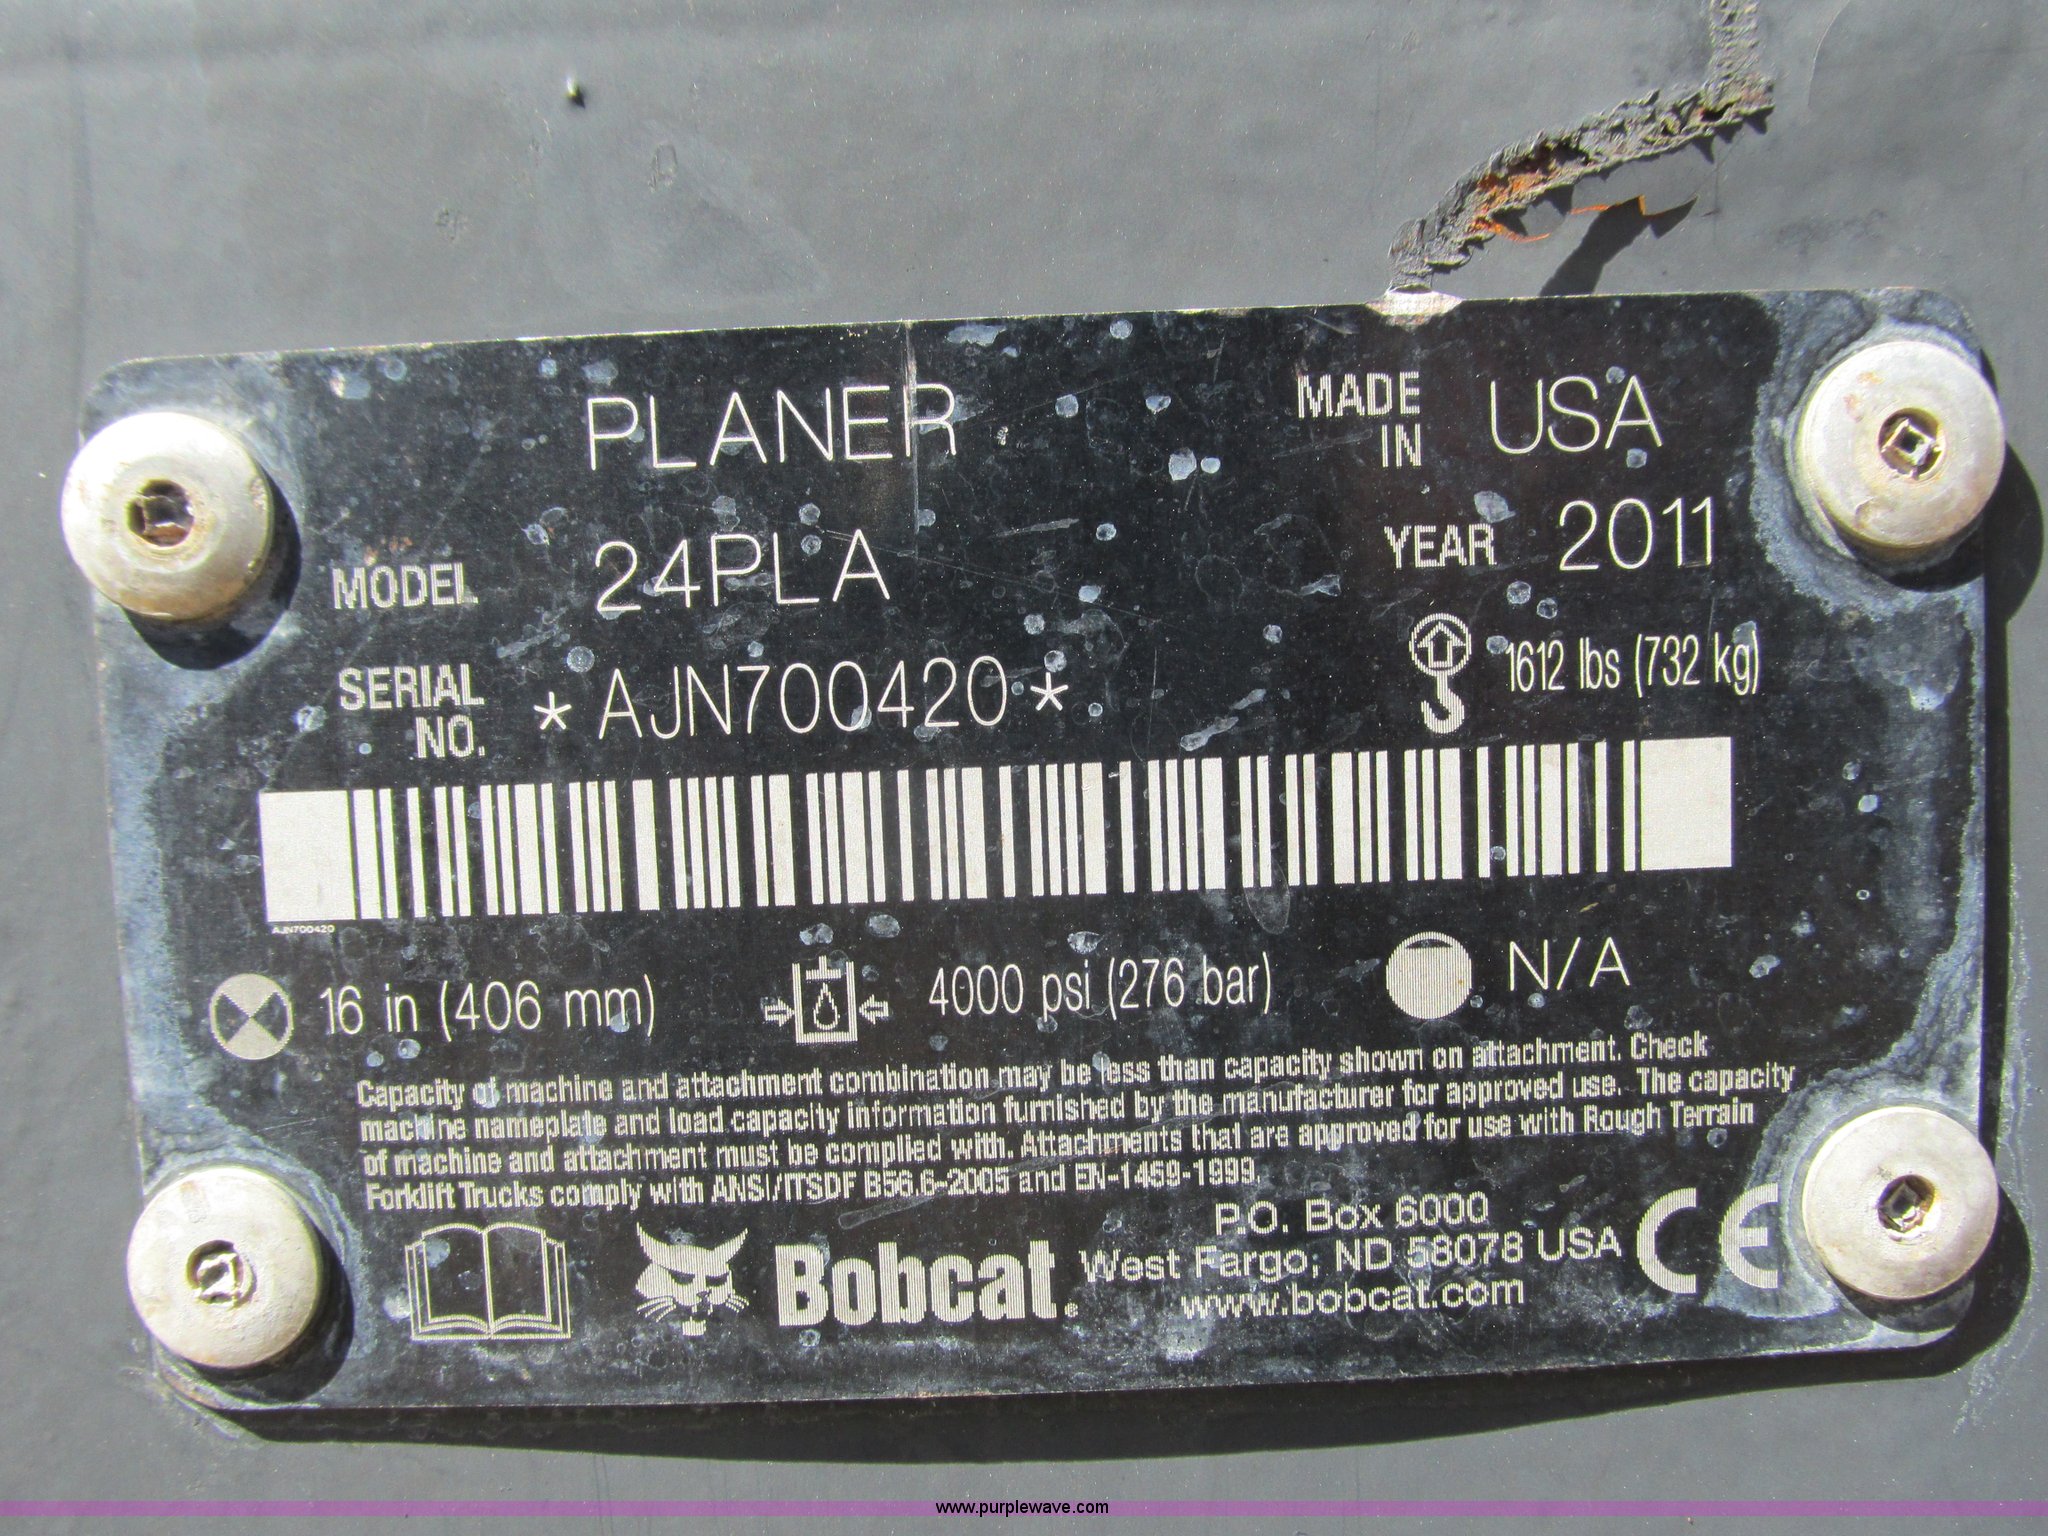 PLANER
MADE IN USA
MODEL 24PLA
YEAR 2011
SERIAL NO. *AJN700420*
1612 lbs (732 kg)
AJN700420
16 in (406 mm)
4000 psi (276 bar)
N/A
Capacity of machine and attachment combination may be less than capacity shown on attachment. Check
machine nameplate and load capacity information furnished by the manufacturer for approved use. The capacity
of machine and attachment must be complied with. Attachments that are approved for use with Rough Terrain
Forklift Trucks comply with ANSI/ITSDF B56.6-2005 and EN-1459-1999.
Bobcat®
P.O. Box 6000
West Fargo, ND 58078 USA
www.bobcat.com
CE
www.purplewave.com